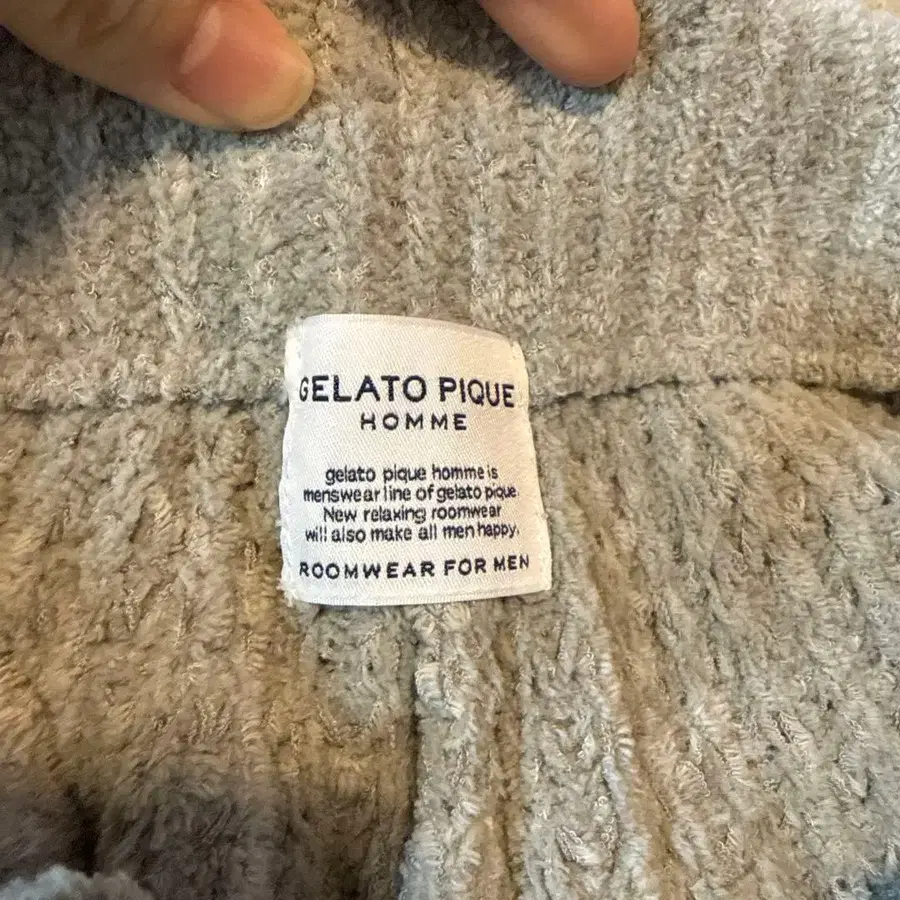 GELATO PIQUE
HOMME
gelato pique homme is
menswear line of gelato pique.
New relaxing roomwear
will also make all men happy.
ROOMWEAR FOR MEN